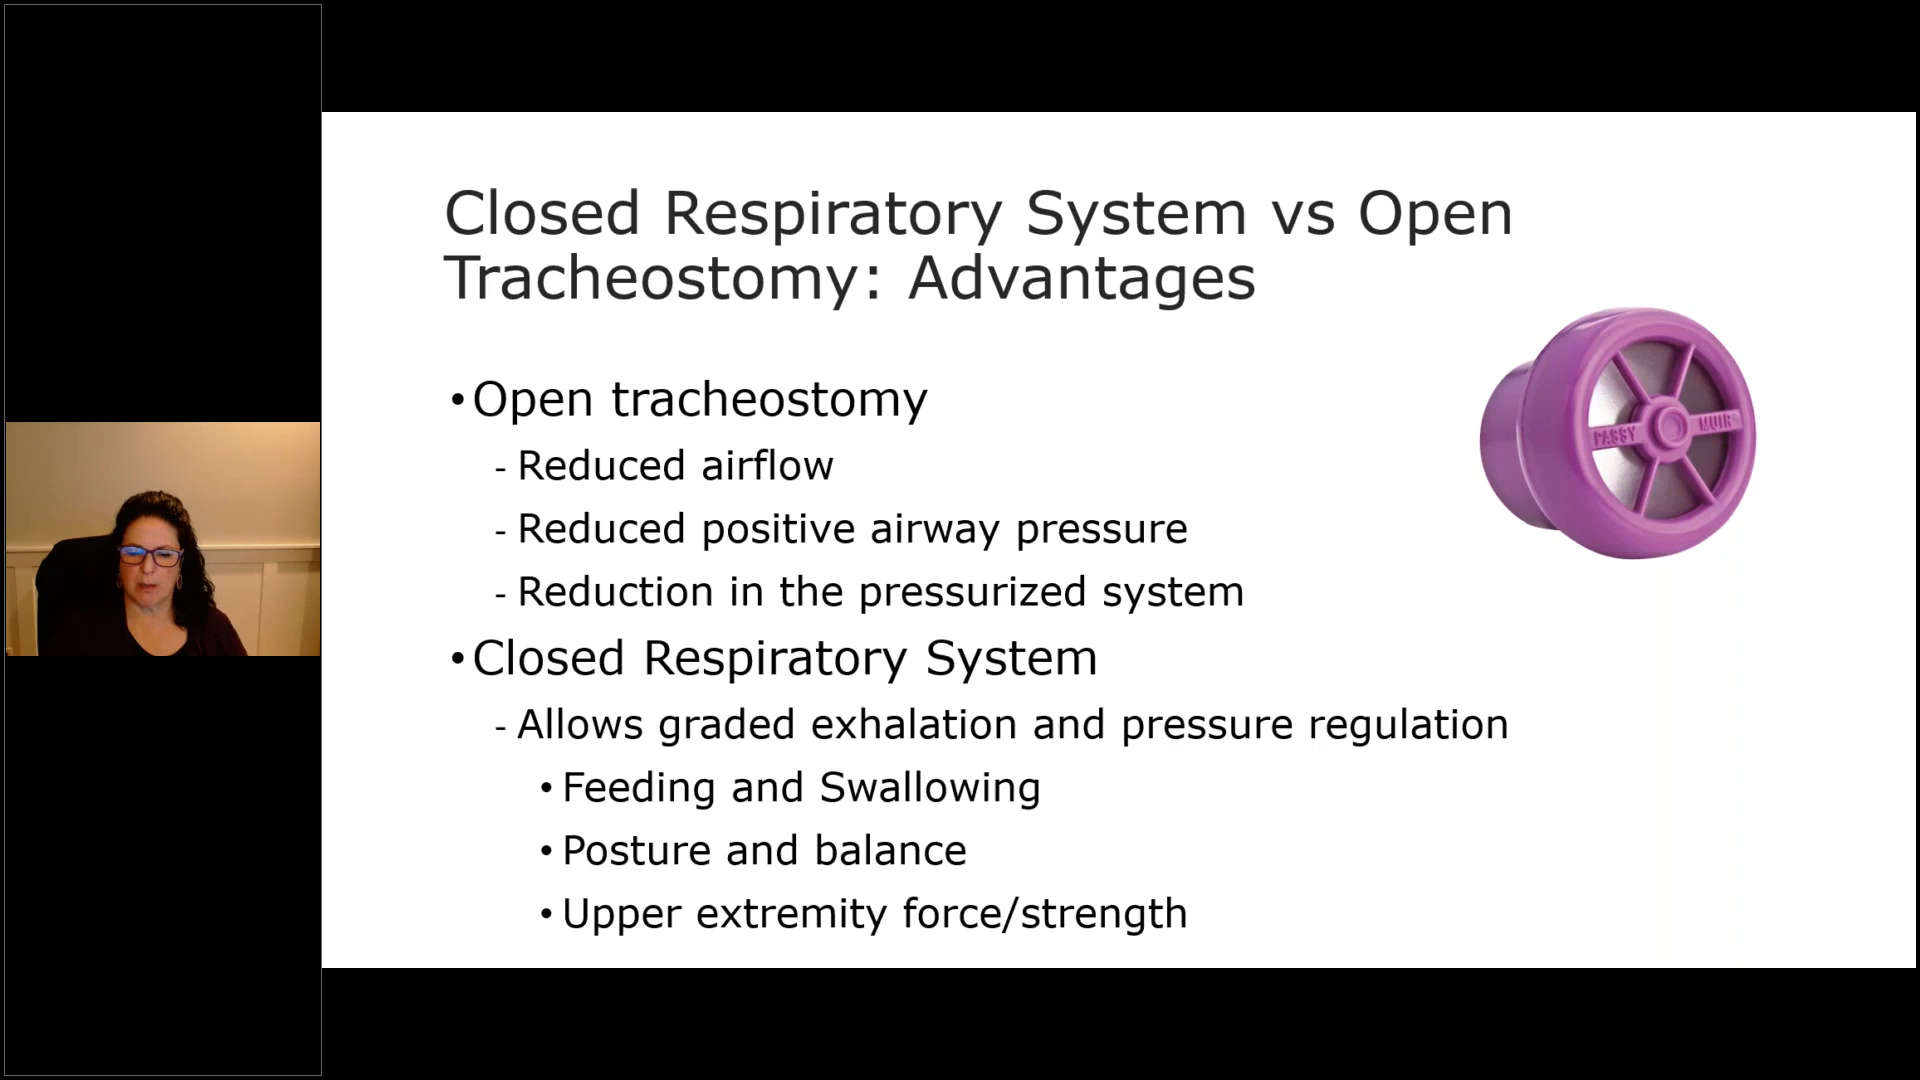 Closed Respiratory System vs Open
Tracheostomy: Advantages
•Open tracheostomy
- Reduced airflow
- Reduced positive airway pressure
- Reduction in the pressurized system
•Closed Respiratory System
- Allows graded exhalation and pressure regulation
• Feeding and Swallowing
• Posture and balance
• Upper extremity force/strength
PASSY MUIR®